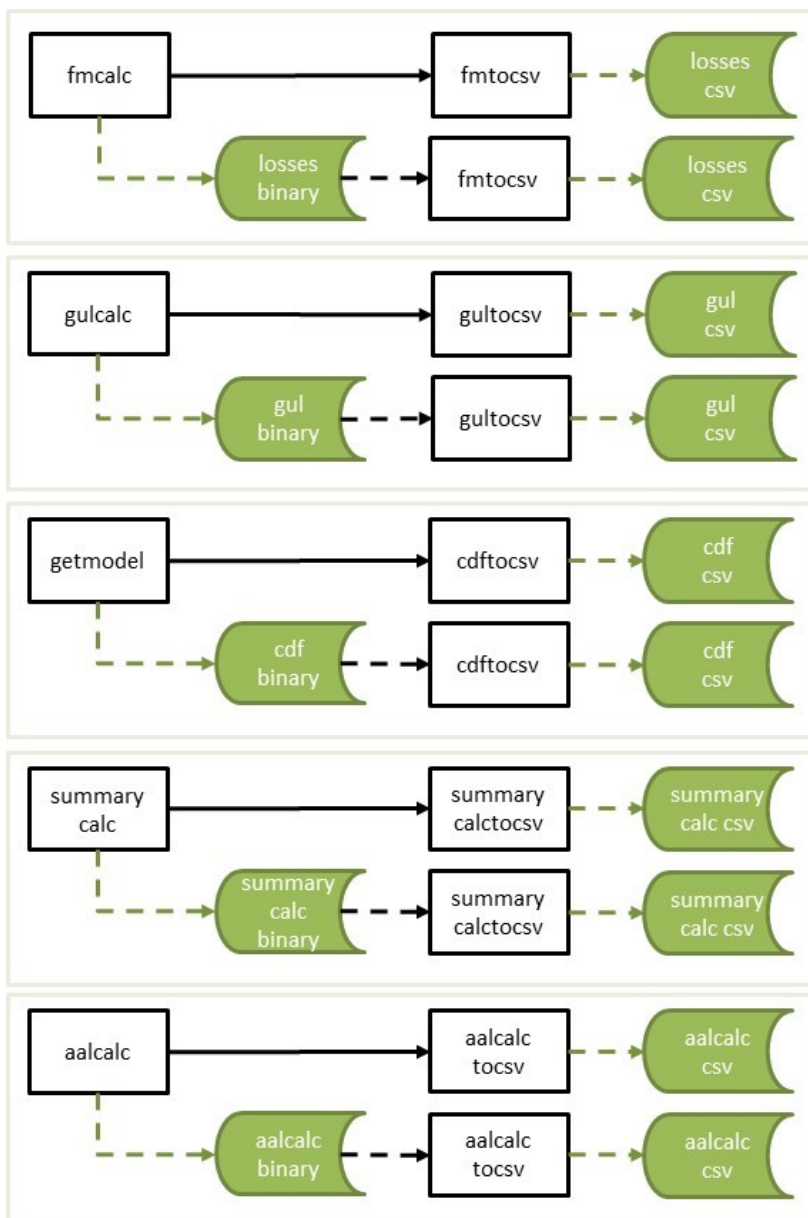 fmcalc
fmtocsv
losses
csv
losses
binary
fmtocsv
losses
csv
gulcalc
gultocsv
gul
csv
gul
binary
gultocsv
gul
csv
getmodel
cdftocsv
cdf
csv
cdf
binary
cdftocsv
cdf
csv
summary
calc
summary
calctocsv
summary
calc csv
summary
calc
binary
summary
calctocsv
summary
calc csv
aalcalc
aalcalc
tocsv
aalcalc
csv
aalcalc
binary
aalcalc
tocsv
aalcalc
csv